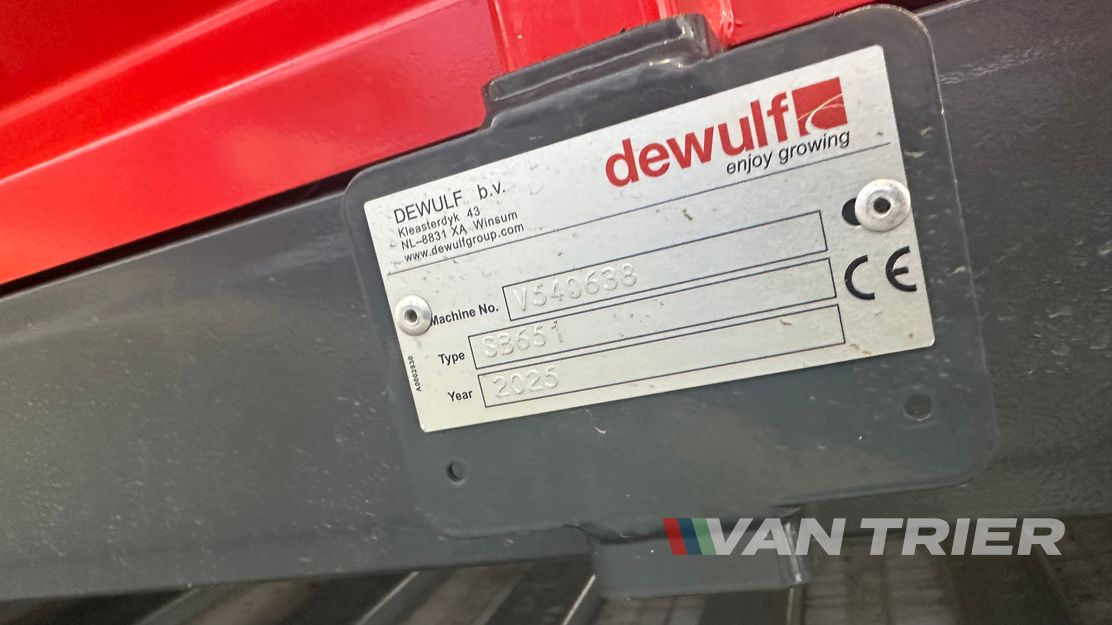 dewulf
enjoy growing
DEWULF b.v.
Kleasterdyk 43
NL-8831 XA Winsum
www.dewulfgroup.com
Machine No. V540638
Type SB651
Year 2025
CE
A0002830
VAN TRIER